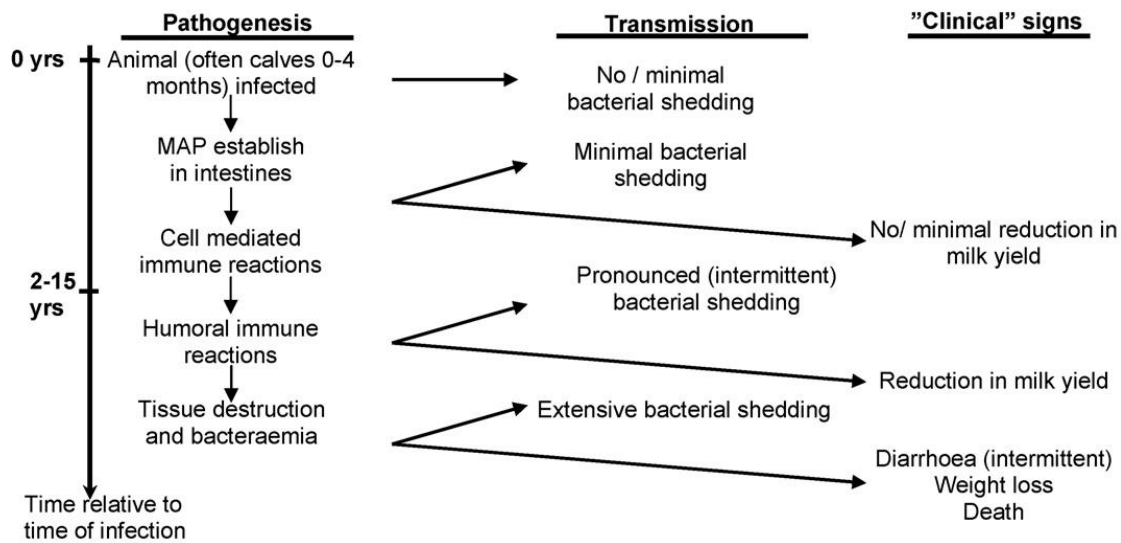 Pathogenesis
Transmission
”Clinical” signs
0 yrs
Animal (often calves 0-4
months) infected
No / minimal
bacterial shedding
MAP establish
in intestines
Minimal bacterial
shedding
Cell mediated
immune reactions
No/ minimal reduction in
milk yield
2-15
yrs
Pronounced (intermittent)
bacterial shedding
Humoral immune
reactions
Reduction in milk yield
Tissue destruction
and bacteraemia
Extensive bacterial shedding
Diarrhoea (intermittent)
Weight loss
Death
Time relative to
time of infection